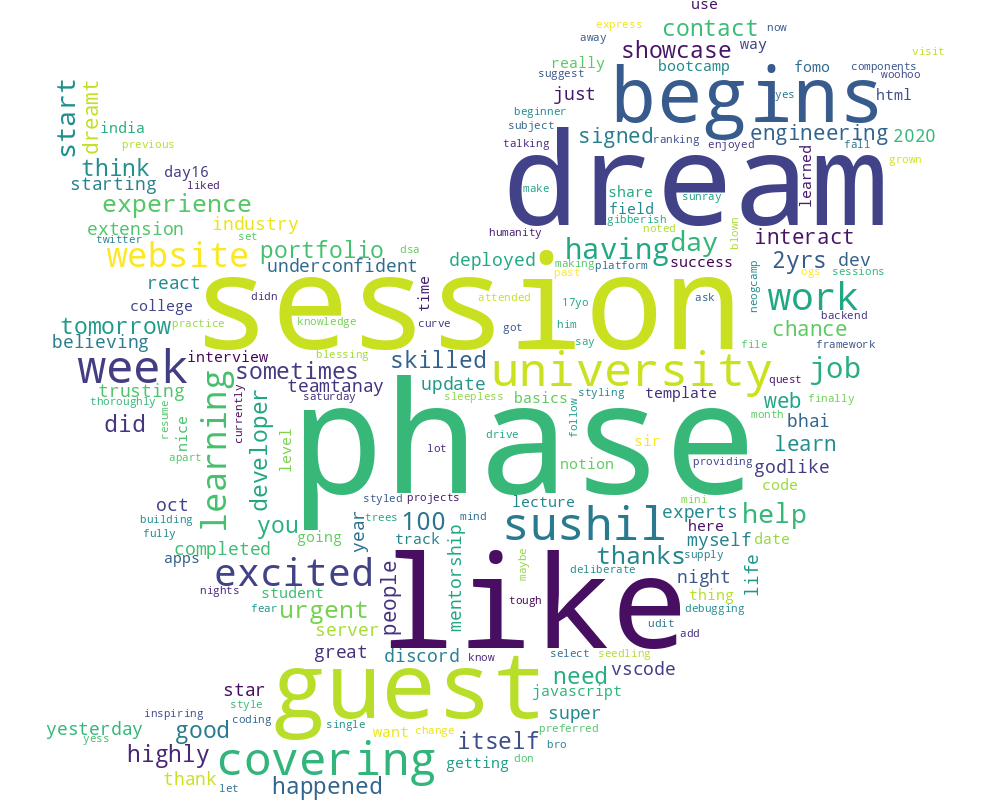 use
express
contact
now
away
showcase
way
visit
really
bootcamp
fomo
components
suggest
begins
woohoo
just
yes
html
beginner
start
dreamt
india
subject
signed
ranking
engineering
2020
previous
talking
dream
enjoyed
fall
think
day16
learned
grown
starting
liked
make
sunray
experience
share
field
gibberish
extension
industry
noted
blown
twitter
set
humanity
having
day
interact
website
portfolio
dsa
deployed
making
platform
success
2yrs
dev
underconfident
past
ogs
sessions
react
didn
session
time
ask
neogcamp
work
college
attended
17yo
backend
tomorrow
practice
knowledge
curve
got
him
chance
believing
say
file
framework
week
interview
blessing
skilled
university
job
sometimes
trusting
teamtanay
update
basics
styling
template
quest
thoroughly
learning
saturday
phase
sleepless
web
finally
resume
currently
follow
month
did
nice
developer
level
drive
sir
bhai
lot
learn
apart
notion
providing
godlike
styled
projects
code
oct
mini
lecture
building
you
year
trees
100
mind
sushil
experts
help
fully
going
track
here
completed
myself
date
apps
mentorship
maybe
thanks
supply
excited
people
like
deliberate
night
life
nights
student
thing
fear
urgent
tough
debugging
server
udit
add
great
discord
know
select
seedling
guest
need
vscode
star
javascript
style
inspiring
super
yesterday
coding
single
want
change
preferred
yess
good
itself
bro
highly
covering
getting
don
thank
let
happened